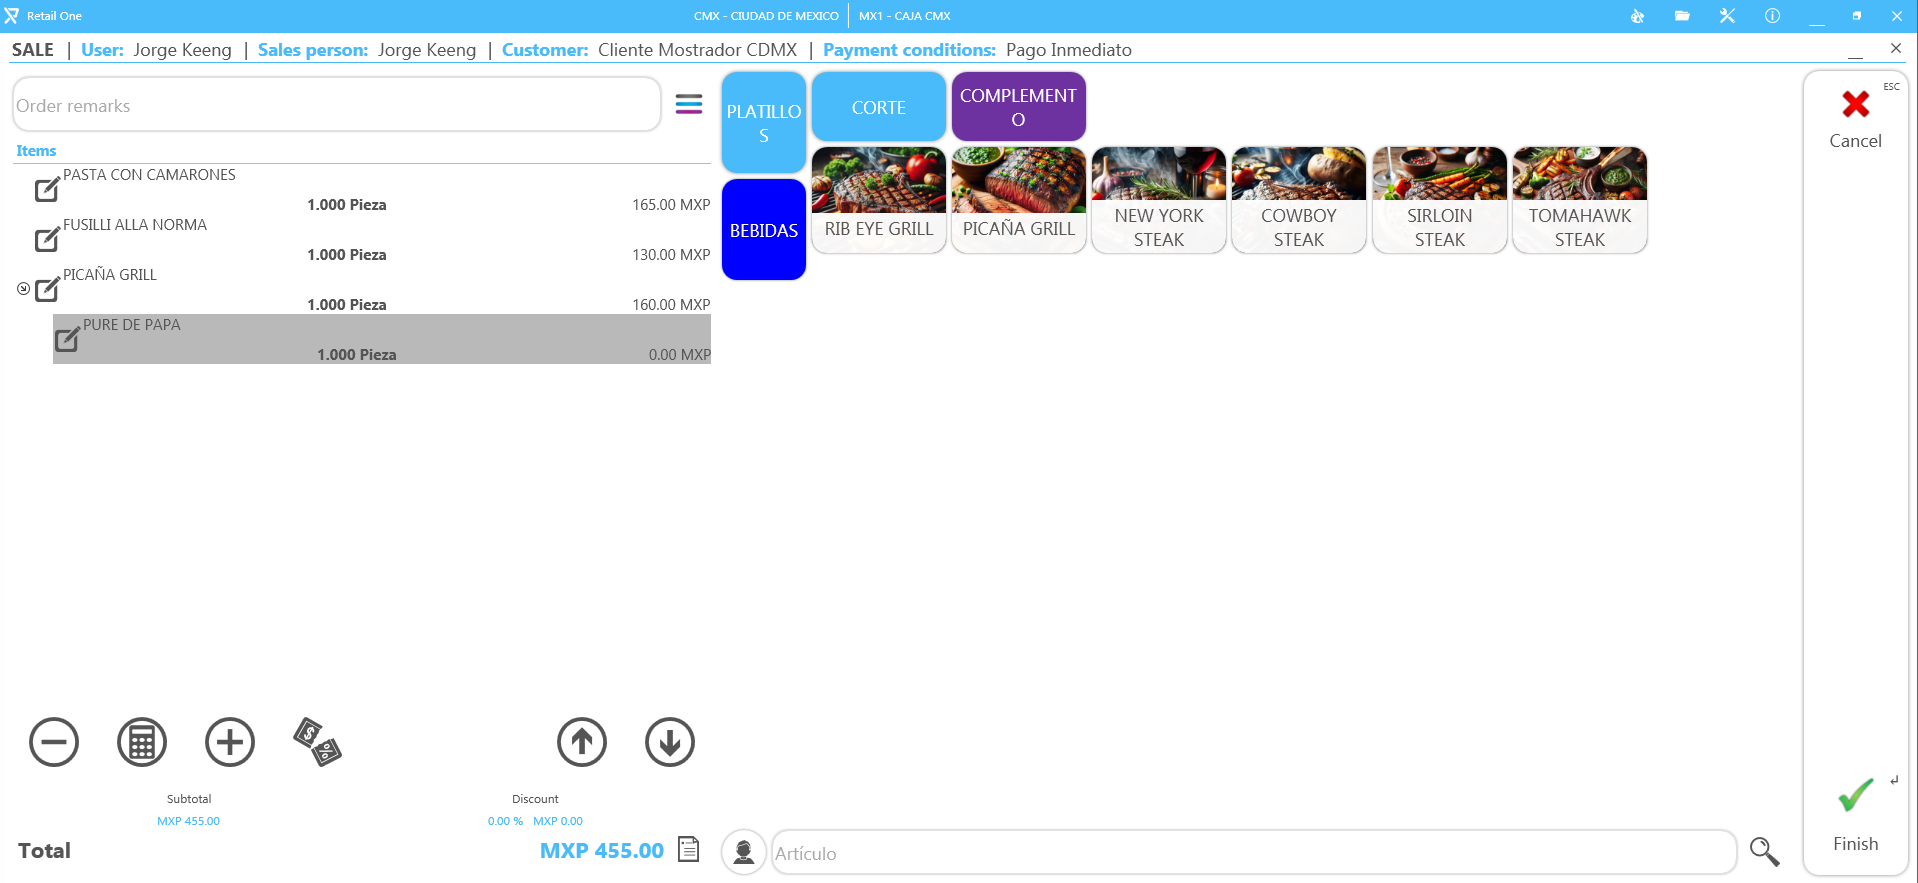 Retail One
CMX - CIUDAD DE MEXICO | MX1 - CAJA CMX
SALE | User: Jorge Keeng | Sales person: Jorge Keeng | Customer: Cliente Mostrador CDMX | Payment conditions: Pago Inmediato
Order remarks
Items
PASTA CON CAMARONES
1.000 Pieza 165.00 MXP
FUSILLI ALLA NORMA
1.000 Pieza 130.00 MXP
PICAÑA GRILL
1.000 Pieza 160.00 MXP
PURE DE PAPA
1.000 Pieza 0.00 MXP
Subtotal
MXP 455.00
Discount
0.00 % MXP 0.00
Total
MXP 455.00
PLATILLO
S
BEBIDAS
CORTE
COMPLEMENT
O
RIB EYE GRILL
PICAÑA GRILL
NEW YORK
STEAK
COWBOY
STEAK
SIRLOIN
STEAK
TOMAHAWK
STEAK
Artículo
ESC
Cancel
Finish